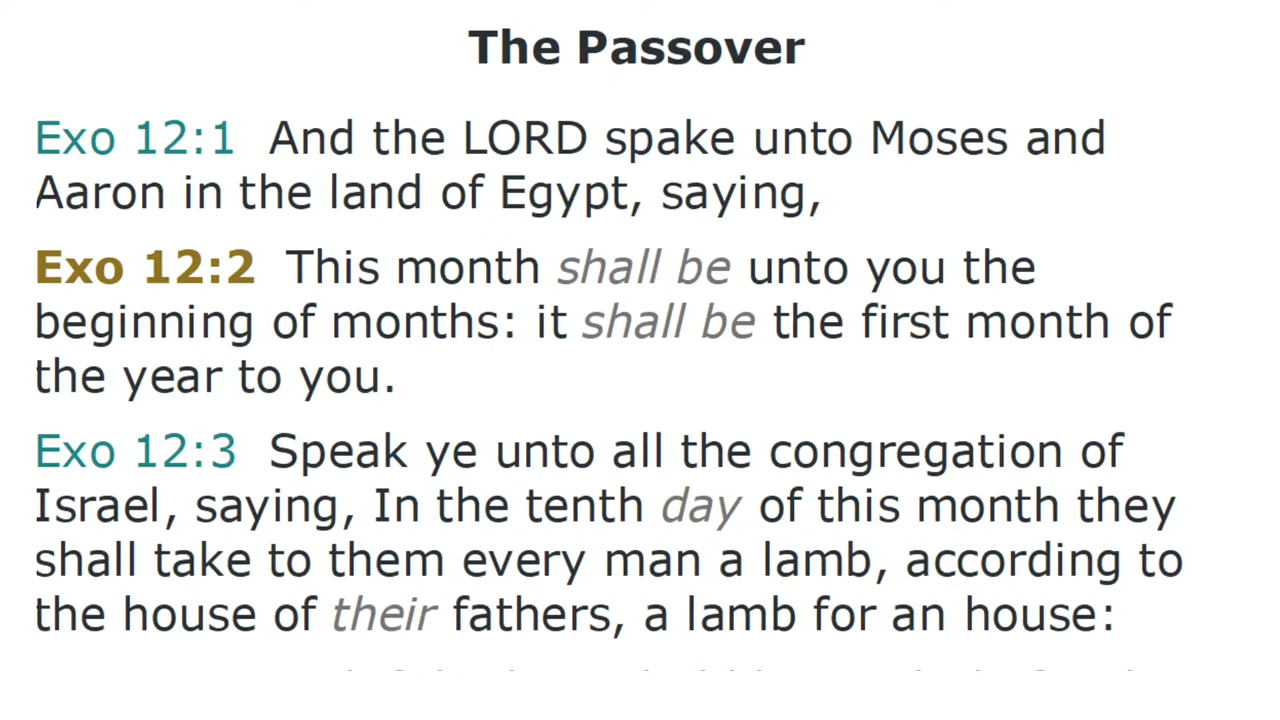 The Passover
Exo 12:1 And the LORD spake unto Moses and
Aaron in the land of Egypt, saying,
Exo 12:2 This month shall be unto you the
beginning of months: it shall be the first month of
the year to you.
Exo 12:3 Speak ye unto all the congregation of
Israel, saying, In the tenth day of this month they
shall take to them every man a lamb, according to
the house of their fathers, a lamb for an house: